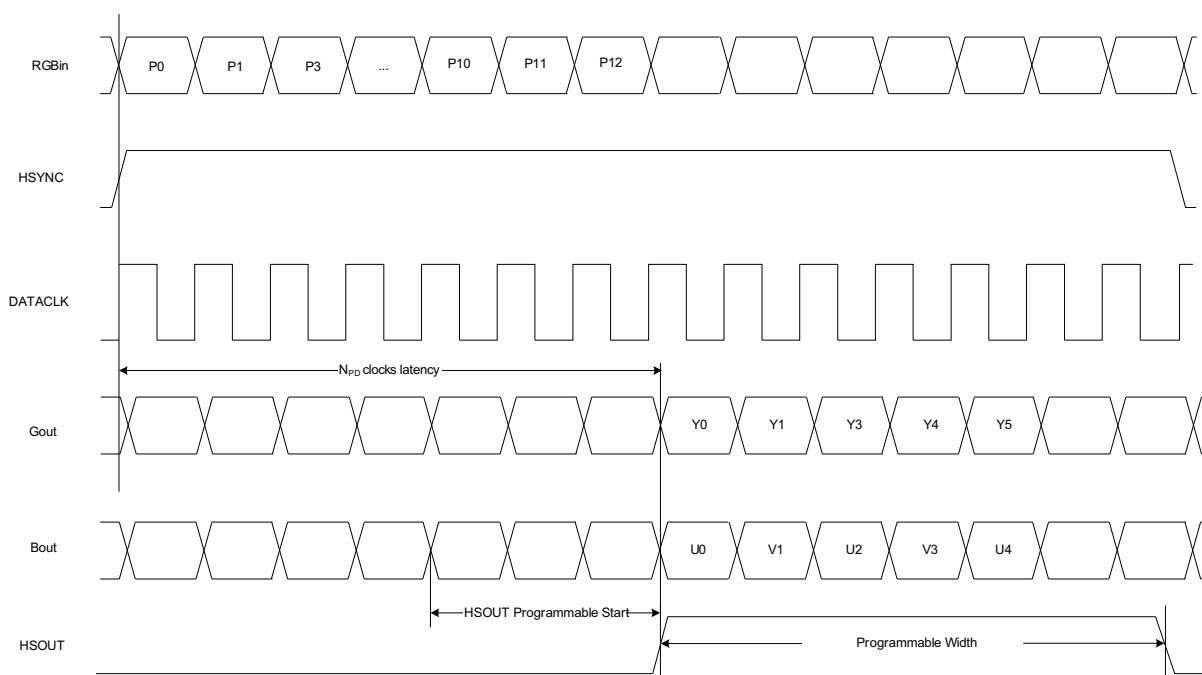 RGBin P0 P1 P3 ... P10 P11 P12
HSYNC
DATACLK
NPD clocks latency
Gout Y0 Y1 Y3 Y4 Y5
Bout U0 V1 U2 V3 U4
HSOUT Programmable Start
HSOUT Programmable Width